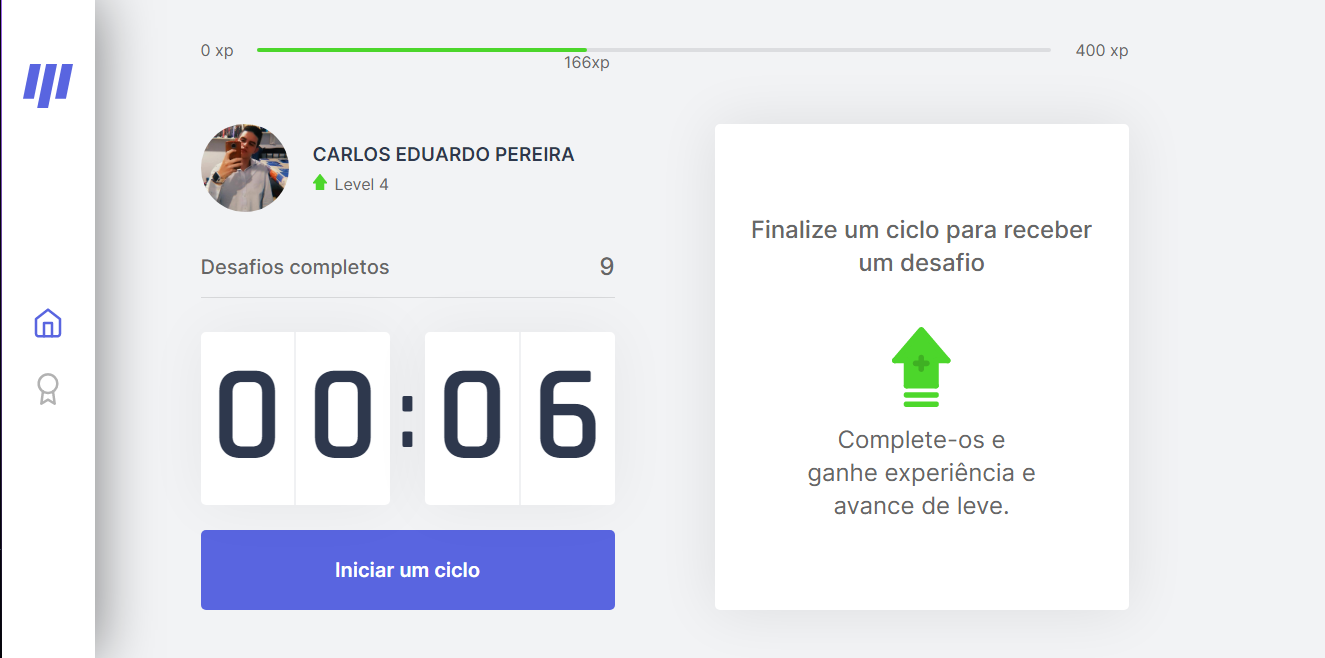 0 xp
166xp
400 xp
CARLOS EDUARDO PEREIRA
Level 4
Desafios completos 9
00:06
Iniciar um ciclo
Finalize um ciclo para receber
um desafio
Complete-os e
ganhe experiência e
avance de leve.